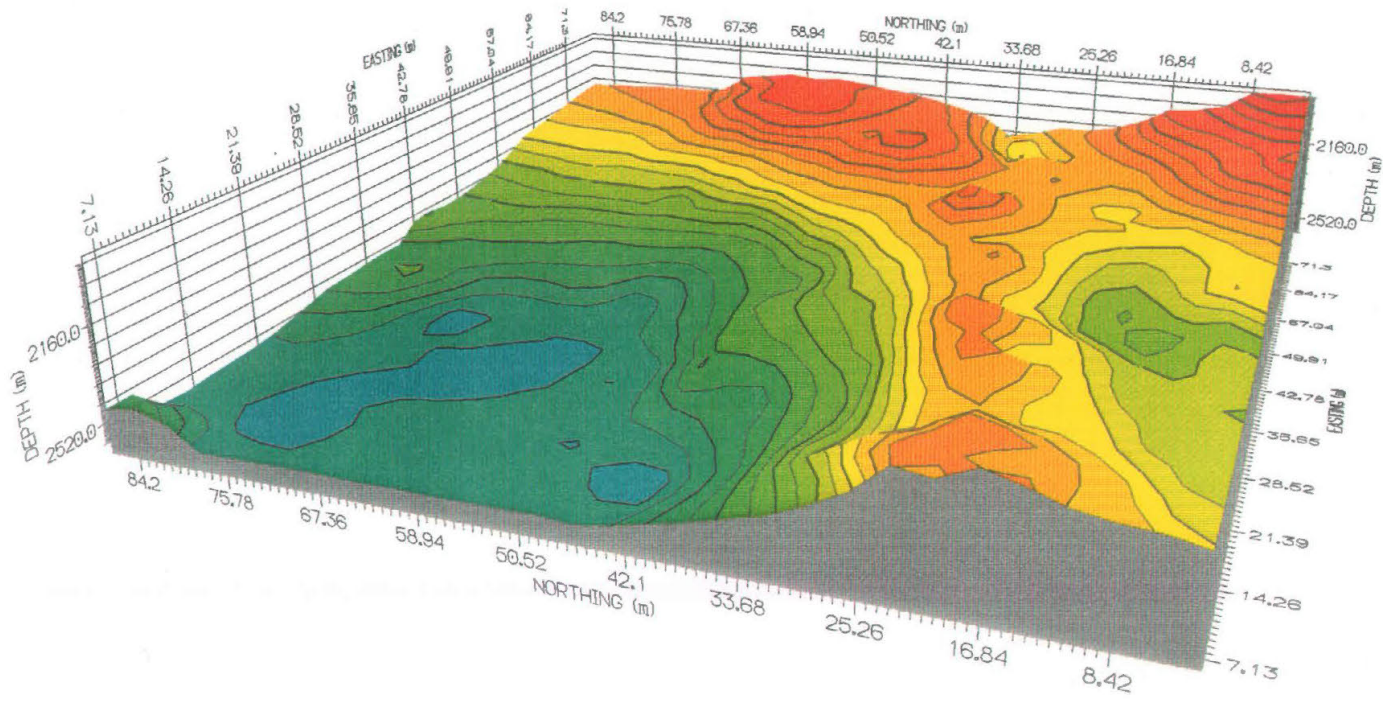 NORTHING (m)
84.2 75.78 67.36 58.94 50.52 42.1 33.68 25.26 16.84 8.42
EASTING (m)
7.13 14.26 21.39 28.52 35.65 42.78 49.91 57.04 64.17 71.3
2160.0
2520.0
DEPTH (m)
2160.0
2520.0
DEPTH (m)
71.3
64.17
57.04
49.91
42.78
35.65
28.52
21.39
14.26
7.13
EASTING (m)
84.2 75.78 67.36 58.94 50.52 42.1 33.68 25.26 16.84 8.42
NORTHING (m)